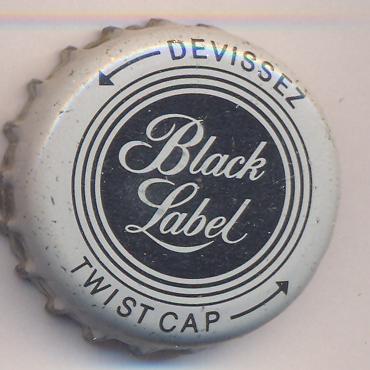 DEVISSEZ
Black
Label
TWIST CAP